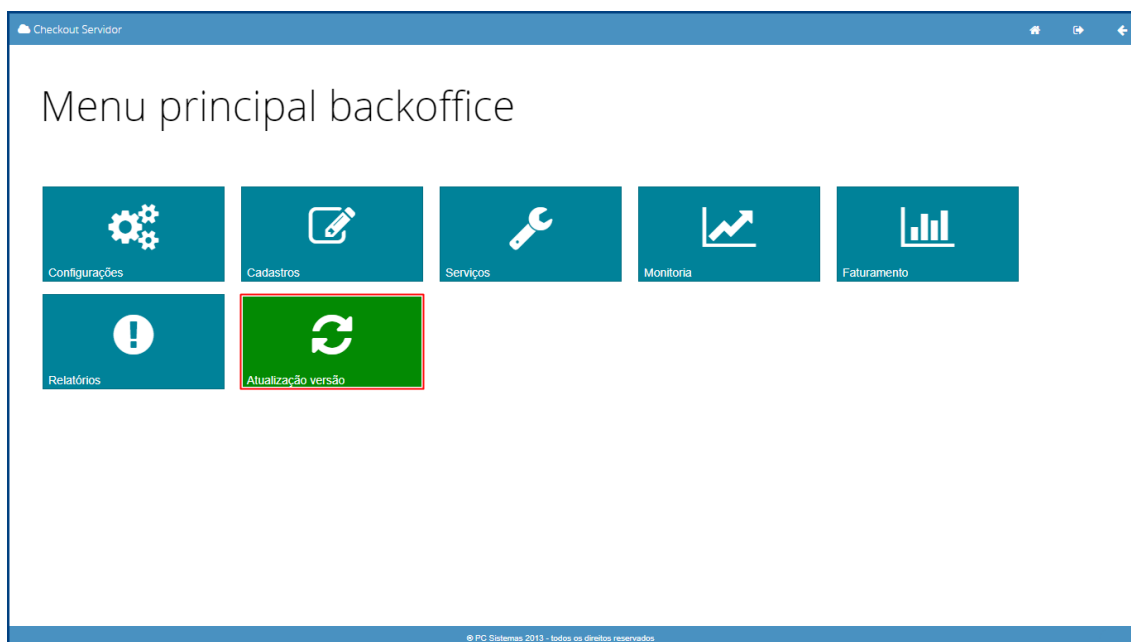 Checkout Servidor
Menu principal backoffice
Configurações
Cadastros
Serviços
Monitoria
Faturamento
Relatórios
Atualização versão
© PC Sistemas 2013 - todos os direitos reservados